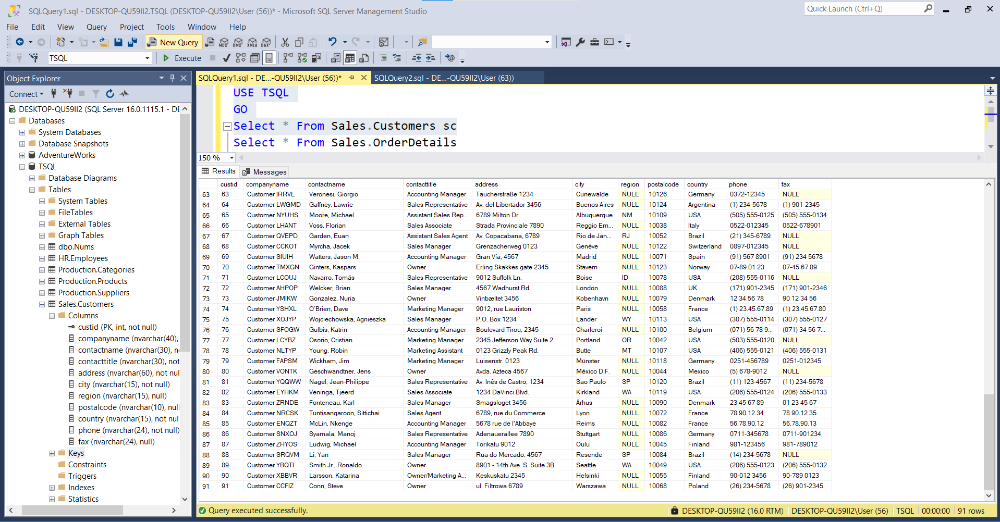 SQLQuery1.sql - DESKTOP-QU59II2.TSQL (DESKTOP-QU59II2\User (56))* - Microsoft SQL Server Management Studio
Quick Launch (Ctrl+Q)
File Edit View Query Project Tools Window Help
New Query MDX DMX XMLA DAX
TSQL Execute
Object Explorer
SQLQuery1.sql - DE...-QU59II2\User (56))*
SQLQuery2.sql - DE...-QU59II2\User (63))
Connect
DESKTOP-QU59II2 (SQL Server 16.0.1115.1 - DE
Databases
System Databases
Database Snapshots
AdventureWorks
TSQL
Database Diagrams
Tables
System Tables
FileTables
External Tables
Graph Tables
dbo.Nums
HR.Employees
Production.Categories
Production.Products
Production.Suppliers
Sales.Customers
Columns
custid (PK, int, not null)
companyname (nvarchar(40),
contactname (nvarchar(30), n
contacttitle (nvarchar(30), not
address (nvarchar(60), not nul
city (nvarchar(15), not null)
region (nvarchar(15), null)
postalcode (nvarchar(10), null
country (nvarchar(15), not nul
phone (nvarchar(24), not null)
fax (nvarchar(24), null)
Keys
Constraints
Triggers
Indexes
Statistics
USE TSQL
GO
Select * From Sales.Customers sc
Select * From Sales.OrderDetails
150 %
Results Messages
custid companyname contactname contacttitle address city region postalcode country phone fax
63 63 Customer IRRVL Veronesi, Giorgio Accounting Manager Taucherstraße 1234 Cunewalde NULL 10126 Germany 0372-12345 NULL
64 64 Customer LWGMD Gaffney, Lawrie Sales Representative Av. del Libertador 3456 Buenos Aires NULL 10124 Argentina (1) 234-5678 (1) 901-2345
65 65 Customer NYUHS Moore, Michael Assistant Sales Rep... 6789 Milton Dr. Albuquerque NM 10109 USA (505) 555-0125 (505) 555-0134
66 66 Customer LHANT Voss, Florian Sales Associate Strada Provinciale 7890 Reggio Em... NULL 10038 Italy 0522-012345 0522-678901
67 67 Customer QVEPD Garden, Euan Assistant Sales Agent Av. Copacabana, 6789 Rio de Jan... RJ 10052 Brazil (21) 345-6789 NULL
68 68 Customer CCKOT Myrcha, Jacek Sales Manager Grenzacherweg 0123 Genève NULL 10122 Switzerland 0897-012345 NULL
69 69 Customer SIUIH Watters, Jason M. Accounting Manager Gran Vía, 4567 Madrid NULL 10071 Spain (91) 567 8901 (91) 234 5678
70 70 Customer TMXGN Ginters, Kaspars Owner Erling Skakkes gate 2345 Stavern NULL 10123 Norway 07-89 01 23 07-45 67 89
71 71 Customer LCOUJ Navarro, Tomás Sales Representative 9012 Suffolk Ln. Boise ID 10078 USA (208) 555-0116 NULL
72 72 Customer AHPOP Welcker, Brian Sales Manager 4567 Wadhurst Rd. London NULL 10088 UK (171) 901-2345 (171) 901-2346
73 73 Customer JMIKW Gonzalez, Nuria Owner Vinbæltet 3456 Kobenhavn NULL 10079 Denmark 12 34 56 78 90 12 34 56
74 74 Customer YSHXL O'Brien, Dave Marketing Manager 9012, rue Lauriston Paris NULL 10058 France (1) 23.45.67.89 (1) 23.45.67.80
75 75 Customer XOJYP Wojciechowska, Agnieszka Sales Manager P.O. Box 1234 Lander WY 10113 USA (307) 555-0114 (307) 555-0127
76 76 Customer SFOGW Gulbis, Katrin Accounting Manager Boulevard Tirou, 2345 Charleroi NULL 10100 Belgium (071) 56 78 9... (071) 34 56 7...
77 77 Customer LCYBZ Osorio, Cristian Marketing Manager 2345 Jefferson Way Suite 2 Portland OR 10042 USA (503) 555-0120 NULL
78 78 Customer NLTYP Young, Robin Marketing Assistant 0123 Grizzly Peak Rd. Butte MT 10107 USA (406) 555-0121 (406) 555-0131
79 79 Customer FAPSM Wickham, Jim Marketing Manager Luisenstr. 0123 Münster NULL 10118 Germany 0251-456789 0251-012345
80 80 Customer VONTK Geschwandtner, Jens Owner Avda. Azteca 4567 México D.F. NULL 10044 Mexico (5) 678-9012 NULL
81 81 Customer YQQWW Nagel, Jean-Philippe Sales Representative Av. Inês de Castro, 1234 Sao Paulo SP 10120 Brazil (11) 123-4567 (11) 234-5678
82 82 Customer EYHKM Veninga, Tjeerd Sales Associate 1234 DaVinci Blvd. Kirkland WA 10119 USA (206) 555-0124 (206) 555-0133
83 83 Customer ZRNDE Fonteneau, Karl Sales Manager Smagsloget 3456 Århus NULL 10090 Denmark 23 45 67 89 01 23 45 67
84 84 Customer NRCSK Tuntisangaroon, Sittichai Sales Agent 6789, rue du Commerce Lyon NULL 10072 France 78.90.12.34 78.90.12.35
85 85 Customer ENQZT McLin, Nkenge Accounting Manager 5678 rue de l'Abbaye Reims NULL 10082 France 56.78.90.12 56.78.90.13
86 86 Customer SNXOJ Syamala, Manoj Sales Representative Adenauerallee 7890 Stuttgart NULL 10086 Germany 0711-345678 0711-901234
87 87 Customer ZHYOS Ludwig, Michael Accounting Manager Torikatu 9012 Oulu NULL 10045 Finland 981-123456 981-789012
88 88 Customer SRQVM Li, Yan Sales Manager Rua do Mercado, 4567 Resende SP 10084 Brazil (14) 234-5678 NULL
89 89 Customer YBQTI Smith Jr., Ronaldo Owner 8901 - 14th Ave. S. Suite 3B Seattle WA 10049 USA (206) 555-0123 (206) 555-0132
90 90 Customer XBBVR Larsson, Katarina Owner/Marketing A... Keskuskatu 2345 Helsinki NULL 10055 Finland 90-012 3456 90-789 0123
91 91 Customer CCFIZ Conn, Steve Owner ul. Filtrowa 6789 Warszawa NULL 10068 Poland (26) 234-5678 (26) 901-2345
Query executed successfully.
DESKTOP-QU59II2 (16.0 RTM) DESKTOP-QU59II2\User (56) TSQL 00:00:00 91 rows